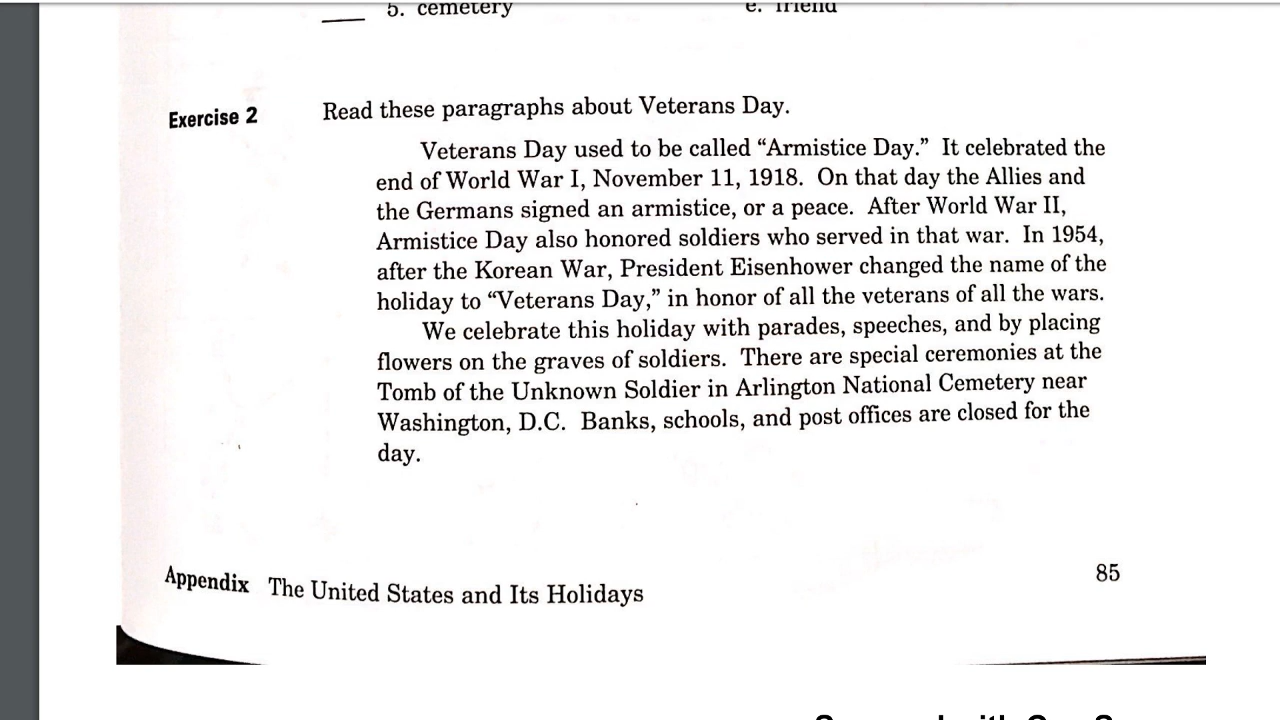 5. cemetery e. friend
Exercise 2 Read these paragraphs about Veterans Day.
Veterans Day used to be called “Armistice Day.” It celebrated the
end of World War I, November 11, 1918. On that day the Allies and
the Germans signed an armistice, or a peace. After World War II,
Armistice Day also honored soldiers who served in that war. In 1954,
after the Korean War, President Eisenhower changed the name of the
holiday to “Veterans Day,” in honor of all the veterans of all the wars.
We celebrate this holiday with parades, speeches, and by placing
flowers on the graves of soldiers. There are special ceremonies at the
Tomb of the Unknown Soldier in Arlington National Cemetery near
Washington, D.C. Banks, schools, and post offices are closed for the
day.
Appendix The United States and Its Holidays 85